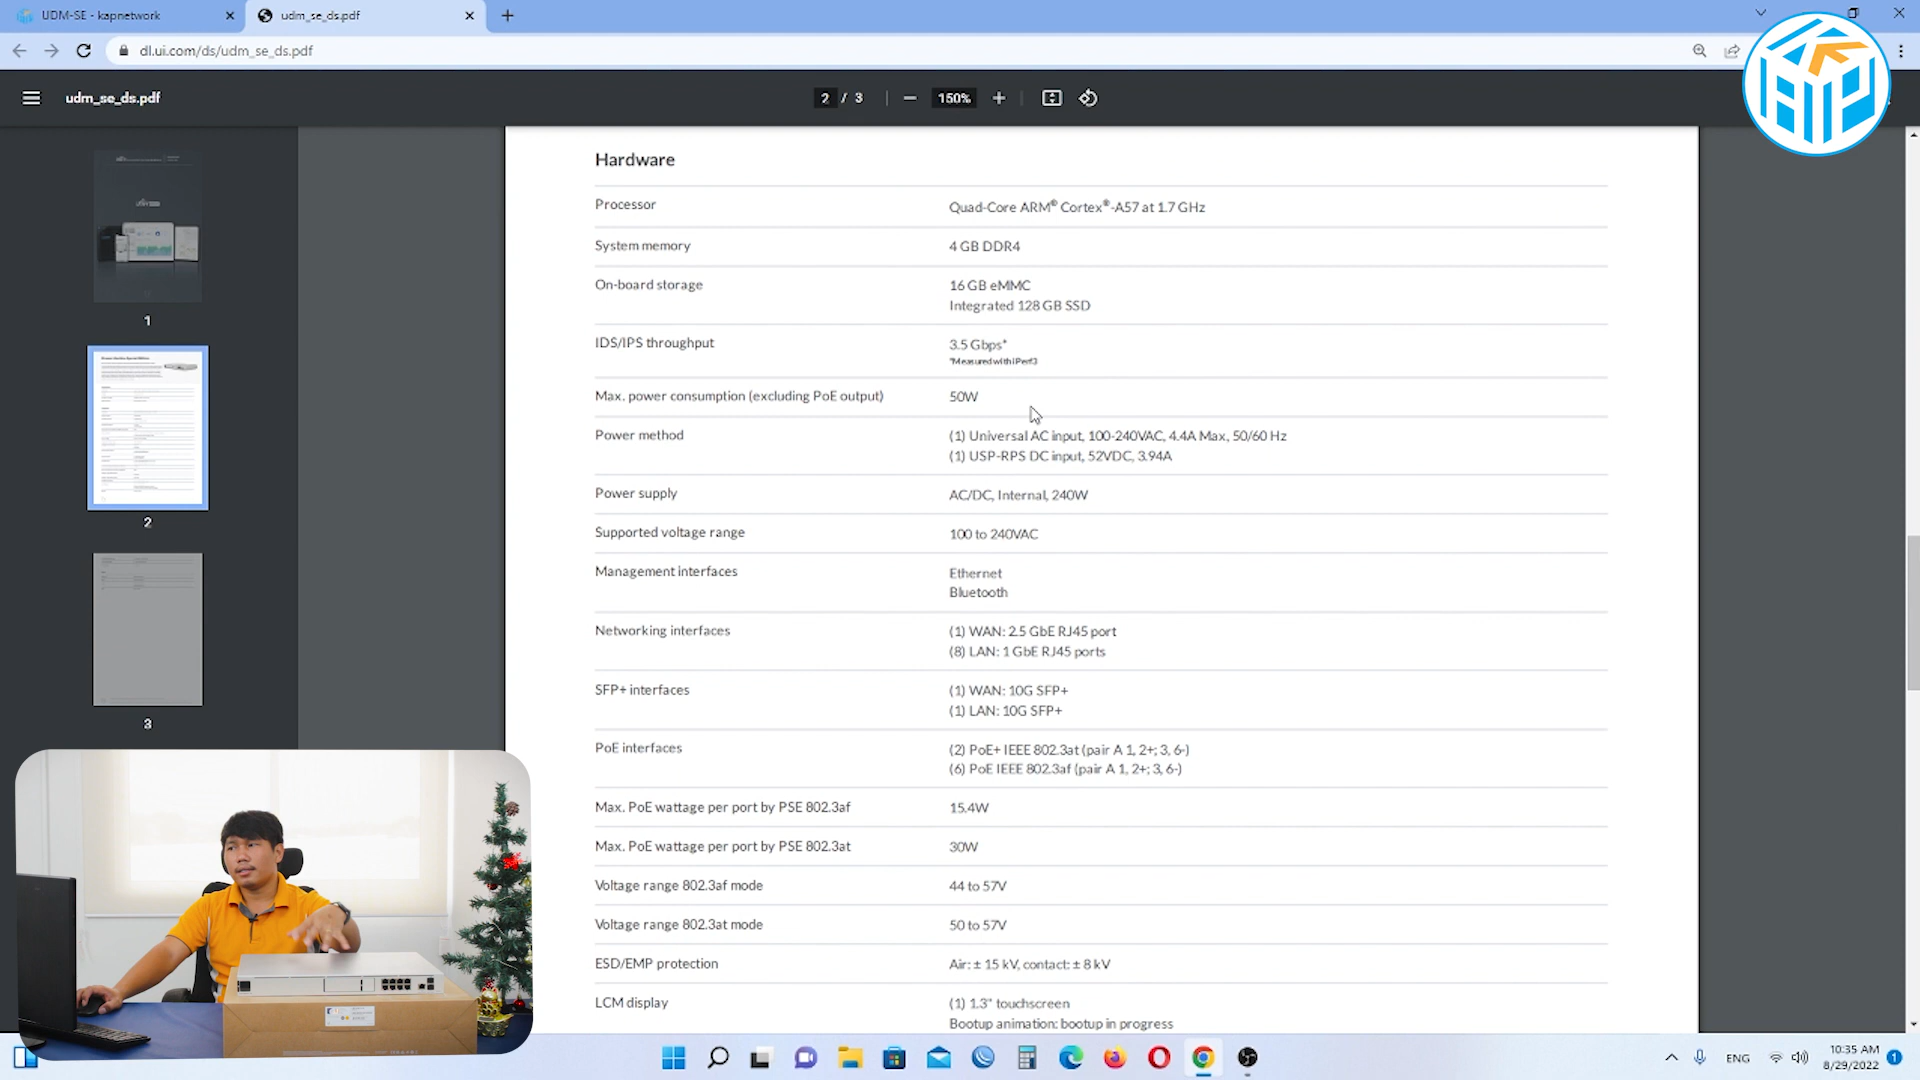 UDM-SE - kapnetwork
udm_se_ds.pdf
dl.ui.com/ds/udm_se_ds.pdf
udm_se_ds.pdf
2 / 3
150%
KAP
1
2
3
Hardware
Processor
Quad-Core ARM® Cortex®-A57 at 1.7 GHz
System memory
4 GB DDR4
On-board storage
16 GB eMMC
Integrated 128 GB SSD
IDS/IPS throughput
3.5 Gbps*
*Measured with iPerf3
Max. power consumption (excluding PoE output)
50W
Power method
(1) Universal AC input, 100-240VAC, 4.4A Max, 50/60 Hz
(1) USP-RPS DC input, 52VDC, 3.94A
Power supply
AC/DC, Internal, 240W
Supported voltage range
100 to 240VAC
Management interfaces
Ethernet
Bluetooth
Networking interfaces
(1) WAN: 2.5 GbE RJ45 port
(8) LAN: 1 GbE RJ45 ports
SFP+ interfaces
(1) WAN: 10G SFP+
(1) LAN: 10G SFP+
PoE interfaces
(2) PoE+ IEEE 802.3at (pair A 1, 2+; 3, 6-)
(6) PoE IEEE 802.3af (pair A 1, 2+; 3, 6-)
Max. PoE wattage per port by PSE 802.3af
15.4W
Max. PoE wattage per port by PSE 802.3at
30W
Voltage range 802.3af mode
44 to 57V
Voltage range 802.3at mode
50 to 57V
ESD/EMP protection
Air: ± 15 kV, contact: ± 8 kV
LCM display
(1) 1.3" touchscreen
Bootup animation: bootup in progress
ENG
10:35 AM
8/29/2022
1